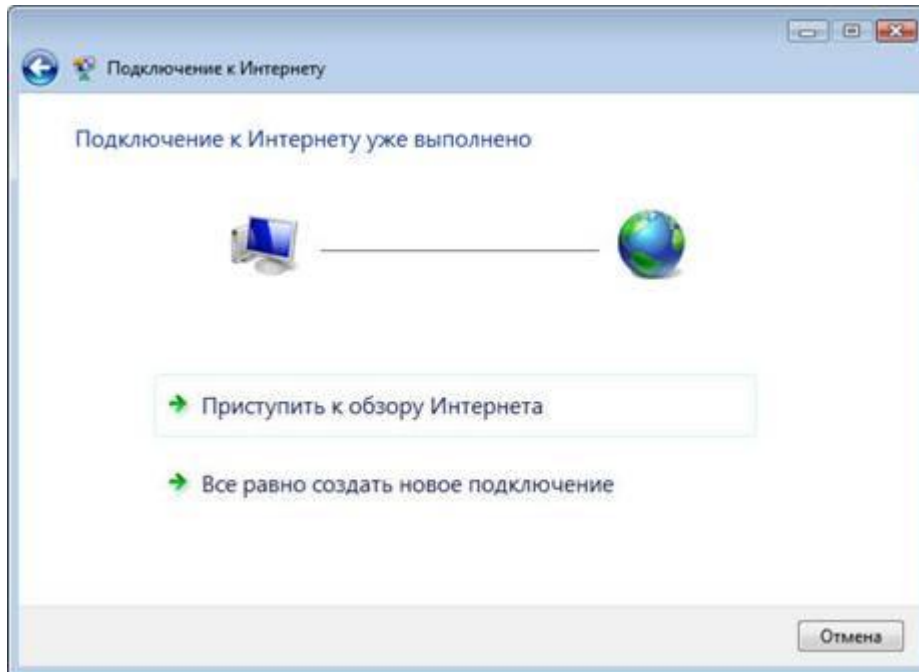 Подключение к Интернету
Подключение к Интернету уже выполнено
Приступить к обзору Интернета
Все равно создать новое подключение
Отмена